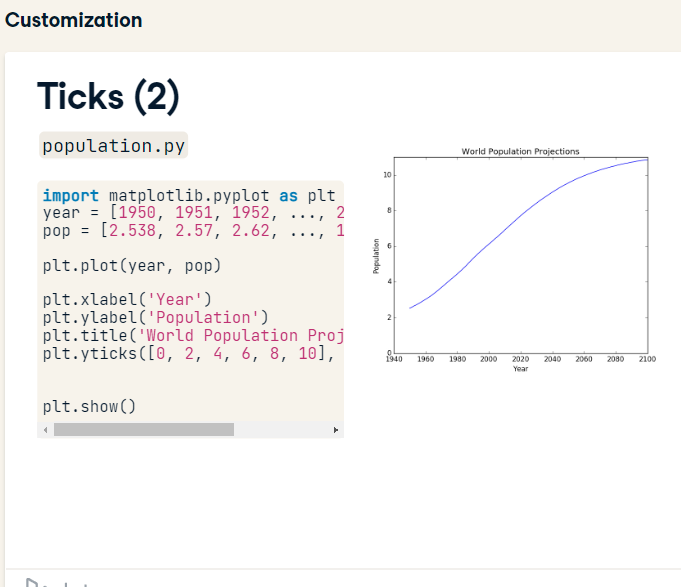 Customization
Ticks (2)
population.py
import matplotlib.pyplot as plt
year = [1950, 1951, 1952, ..., 2
pop = [2.538, 2.57, 2.62, ..., 1
plt.plot(year, pop)
plt.xlabel('Year')
plt.ylabel('Population')
plt.title('World Population Proj
plt.yticks([0, 2, 4, 6, 8, 10],
plt.show()
World Population Projections
10
8
6
4
2
0
Population
1940 1960 1980 2000 2020 2040 2060 2080 2100
Year